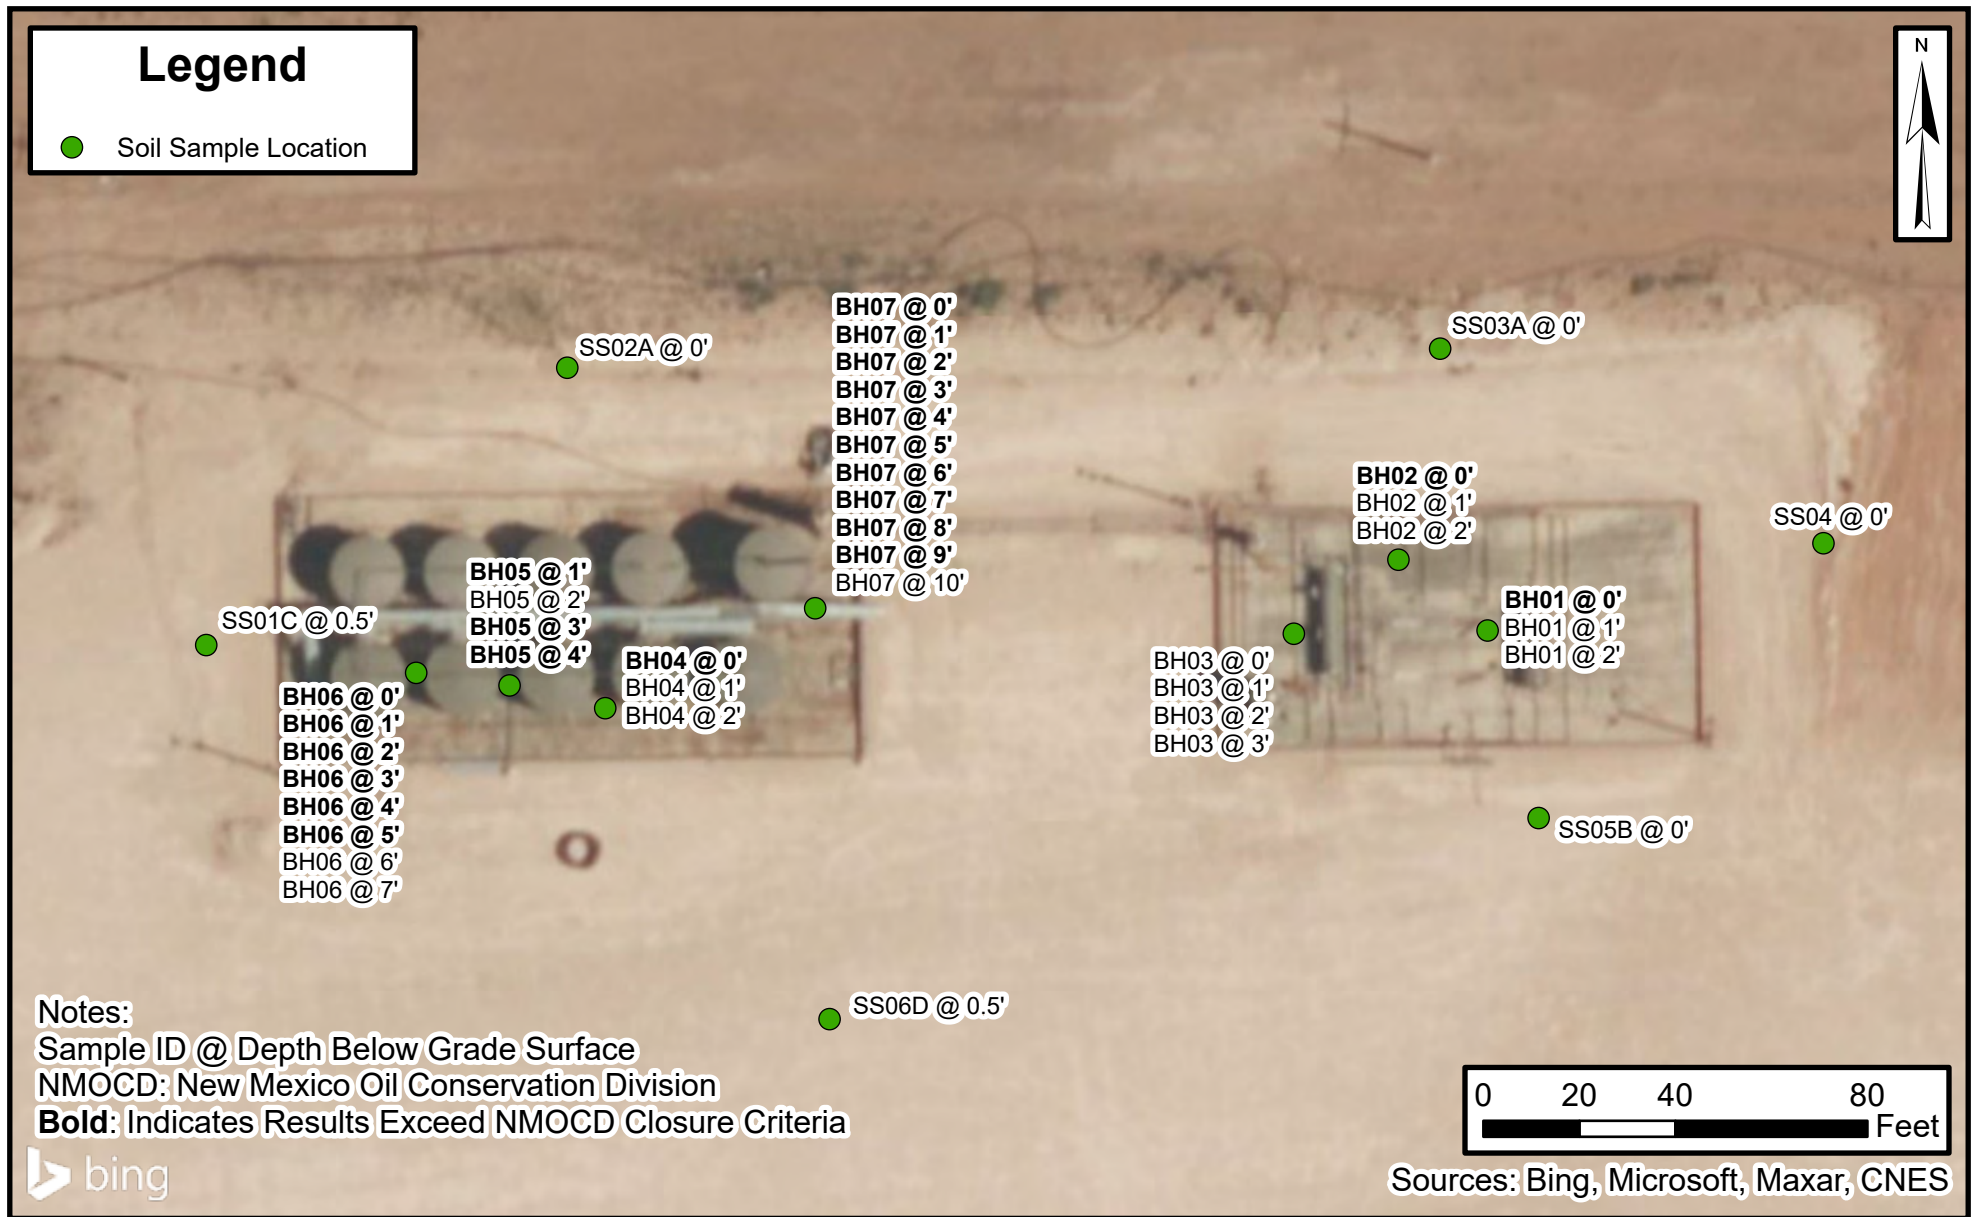 Legend
Soil Sample Location
N
SS02A @ 0'
BH07 @ 0'
BH07 @ 1'
BH07 @ 2'
BH07 @ 3'
BH07 @ 4'
BH07 @ 5'
BH07 @ 6'
BH07 @ 7'
BH07 @ 8'
BH07 @ 9'
BH07 @ 10'
SS03A @ 0'
BH02 @ 0'
BH02 @ 1'
BH02 @ 2'
SS04 @ 0'
BH01 @ 0'
BH01 @ 1'
BH01 @ 2'
BH03 @ 0'
BH03 @ 1'
BH03 @ 2'
BH03 @ 3'
SS01C @ 0.5'
BH05 @ 1'
BH05 @ 2'
BH05 @ 3'
BH05 @ 4'
BH04 @ 0'
BH04 @ 1'
BH04 @ 2'
BH06 @ 0'
BH06 @ 1'
BH06 @ 2'
BH06 @ 3'
BH06 @ 4'
BH06 @ 5'
BH06 @ 6'
BH06 @ 7'
SS05B @ 0'
SS06D @ 0.5'
Notes:
Sample ID @ Depth Below Grade Surface
NMOCD: New Mexico Oil Conservation Division
Bold: Indicates Results Exceed NMOCD Closure Criteria
bing
0 20 40 80
Feet
Sources: Bing, Microsoft, Maxar, CNES